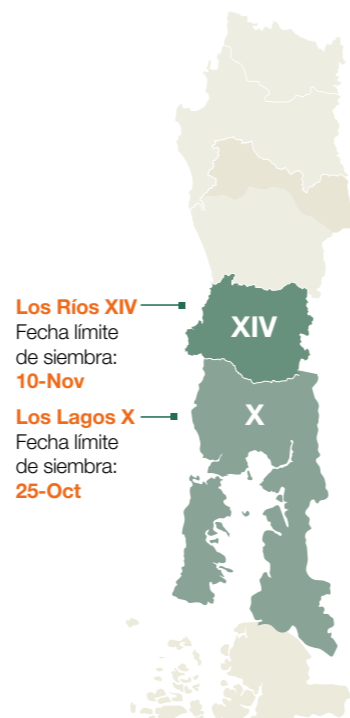 Los Ríos XIV
Fecha límite
de siembra:
10-Nov
Los Lagos X
Fecha límite
de siembra:
25-Oct
XIV
X